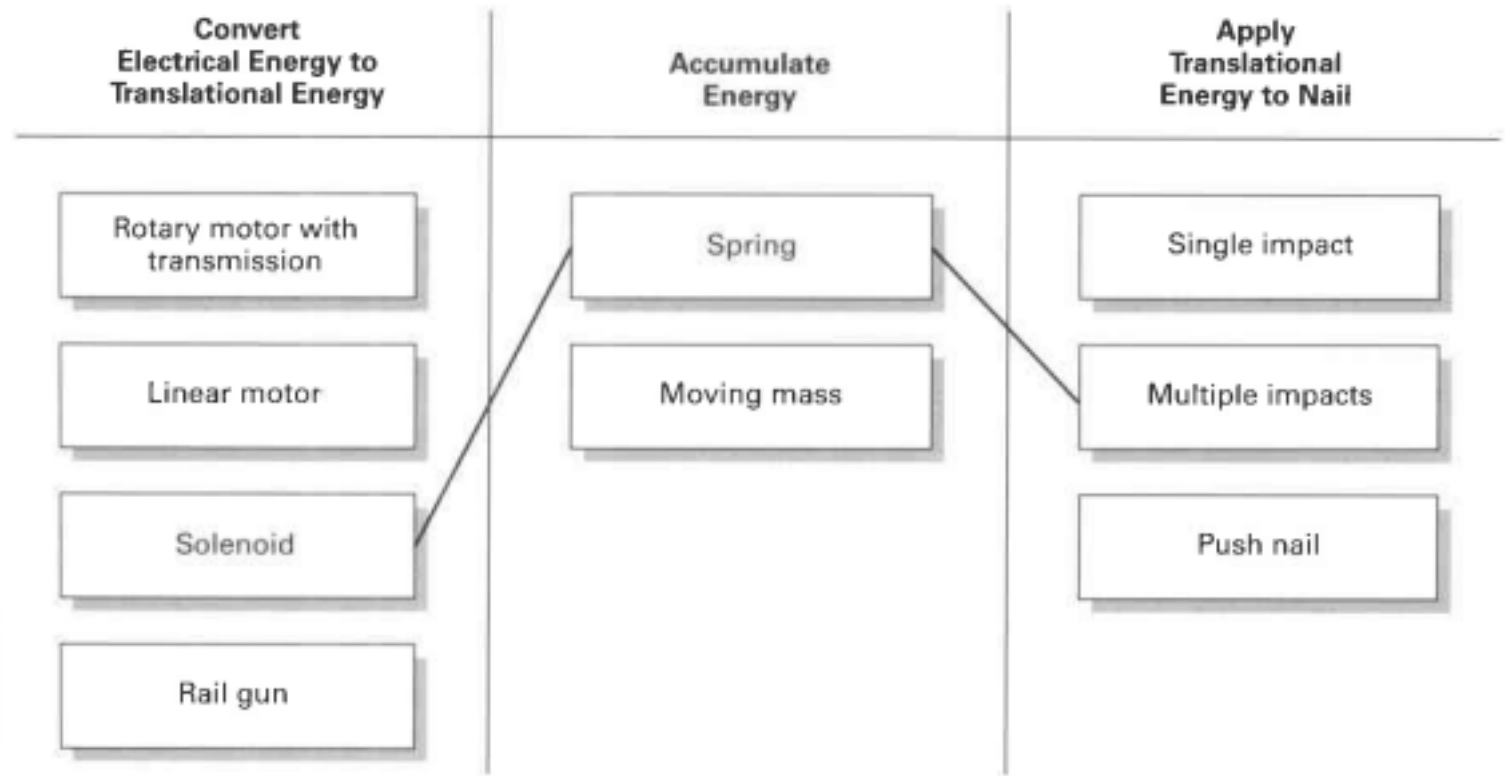 Convert
Electrical Energy to
Translational Energy
Accumulate
Energy
Apply
Translational
Energy to Nail
Rotary motor with
transmission
Linear motor
Solenoid
Rail gun
Spring
Moving mass
Single impact
Multiple impacts
Push nail